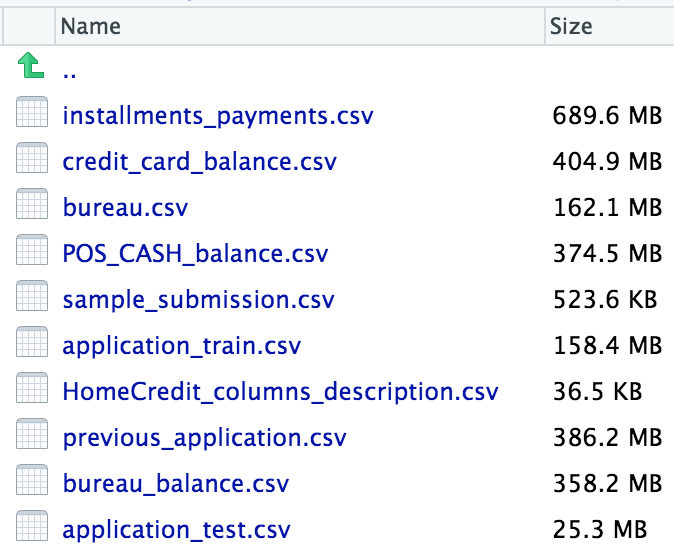 Name Size
..
installments_payments.csv 689.6 MB
credit_card_balance.csv 404.9 MB
bureau.csv 162.1 MB
POS_CASH_balance.csv 374.5 MB
sample_submission.csv 523.6 KB
application_train.csv 158.4 MB
HomeCredit_columns_description.csv 36.5 KB
previous_application.csv 386.2 MB
bureau_balance.csv 358.2 MB
application_test.csv 25.3 MB